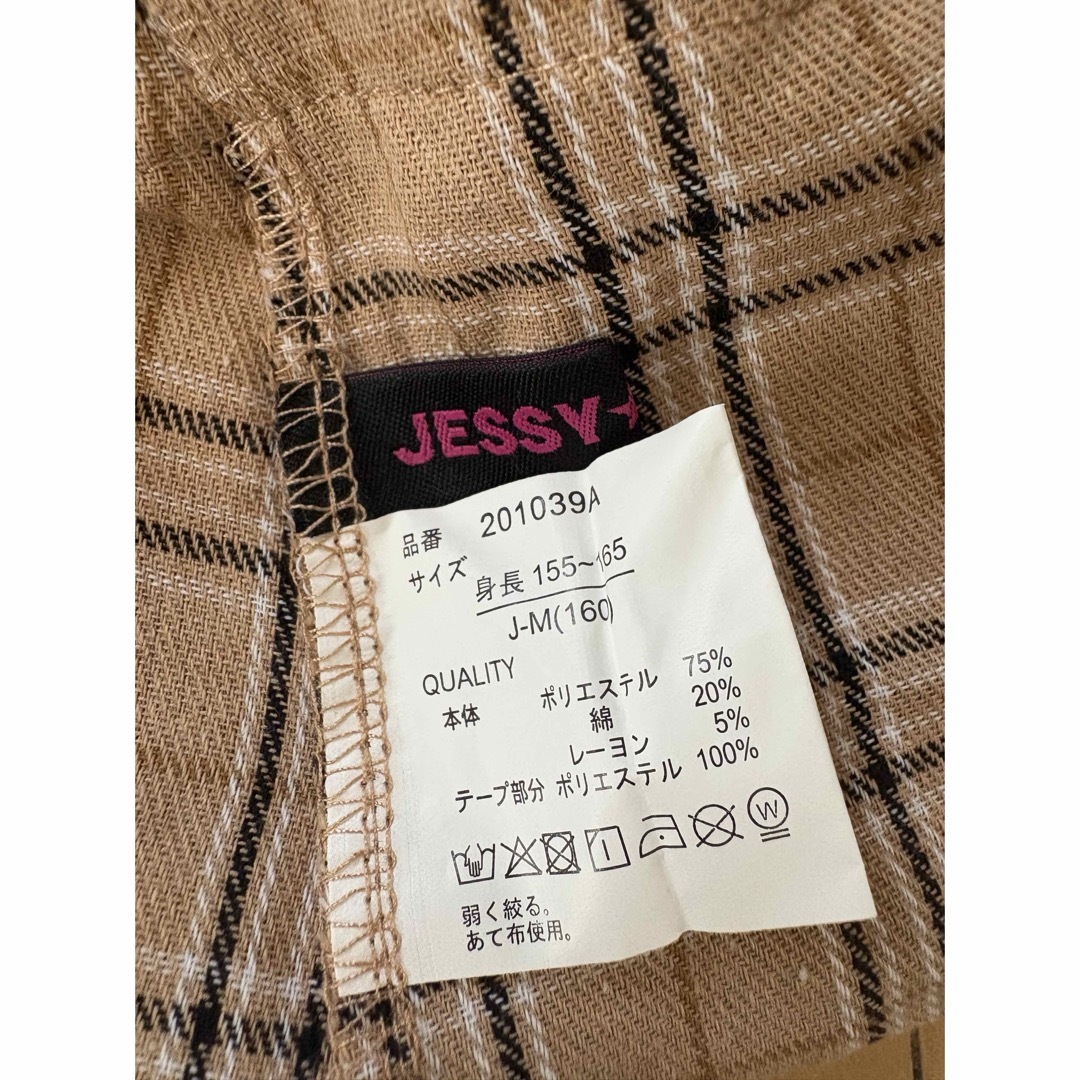 JESSY
品番 201039A
サイズ 身長 155~165
J-M(160)
QUALITY
本体 ポリエステル 75%
綿 20%
レーヨン 5%
テープ部分 ポリエステル 100%
W
弱く絞る。
あて布使用。